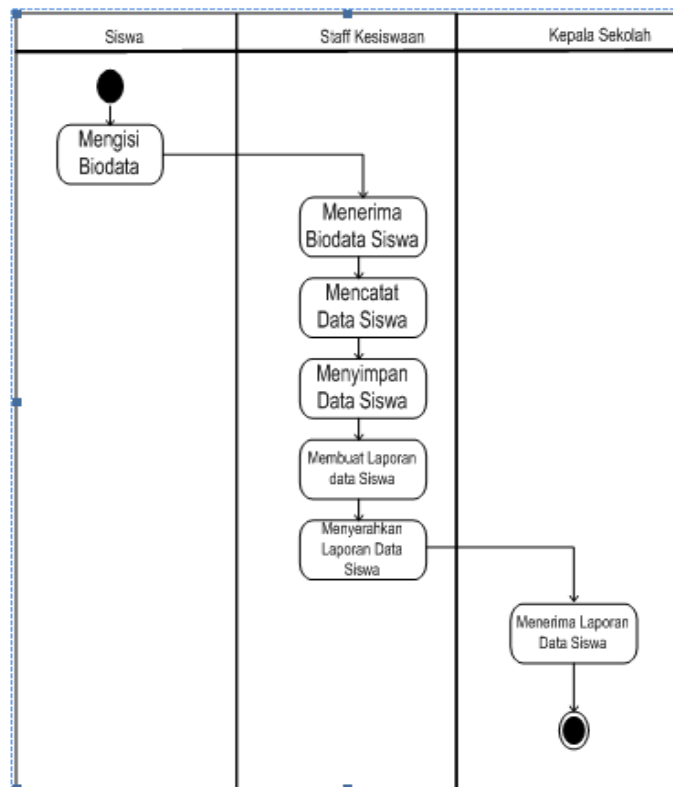 Siswa
Staff Kesiswaan
Kepala Sekolah
Mengisi
Biodata
Menerima
Biodata Siswa
Mencatat
Data Siswa
Menyimpan
Data Siswa
Membuat Laporan
data Siswa
Menyerahkan
Laporan Data
Siswa
Menerima Laporan
Data Siswa